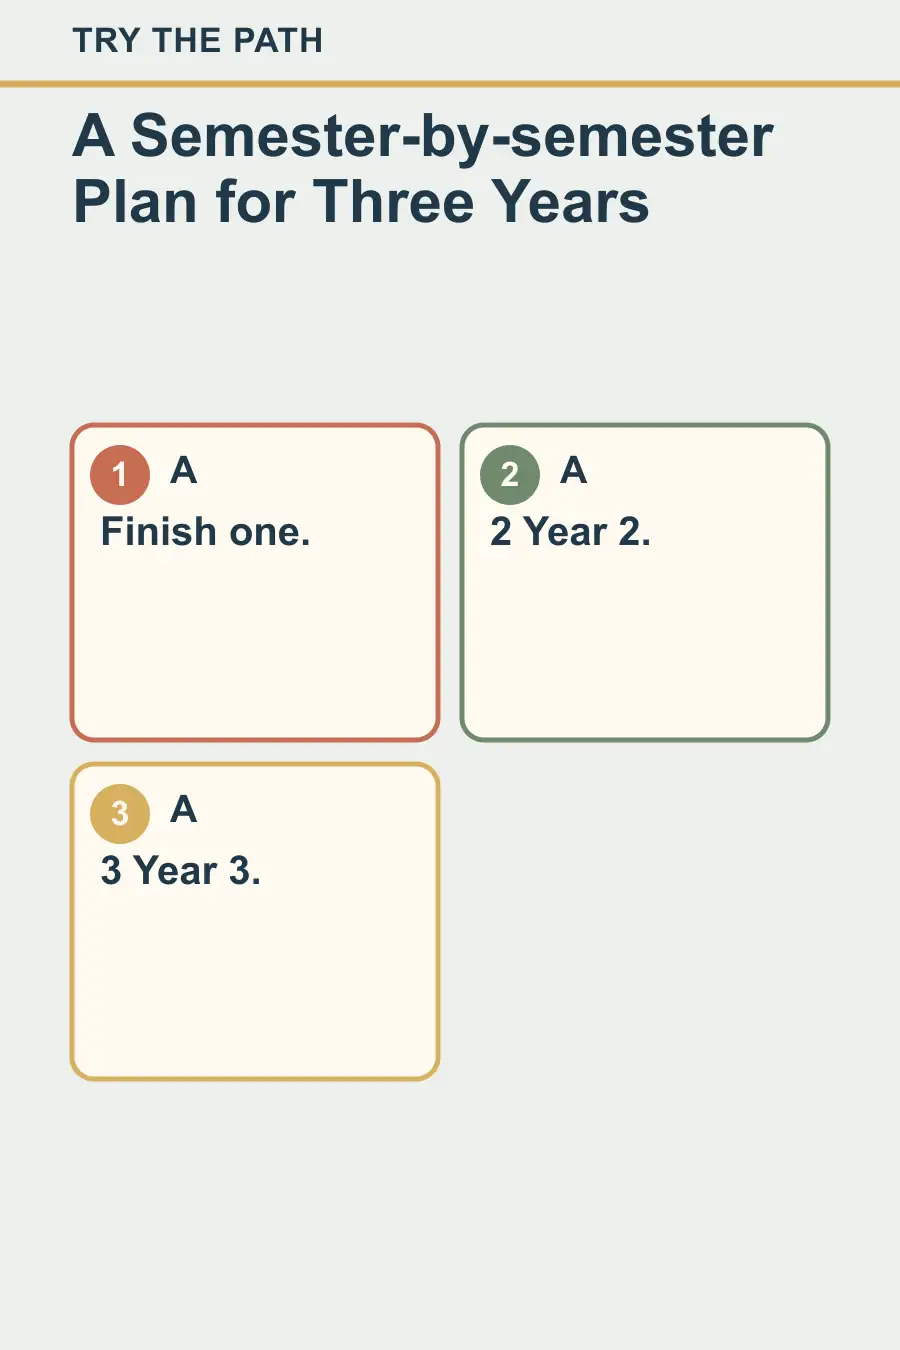 TRY THE PATH
A Semester-by-semester
Plan for Three Years
1 A
Finish one.
2 A
2 Year 2.
3 A
3 Year 3.